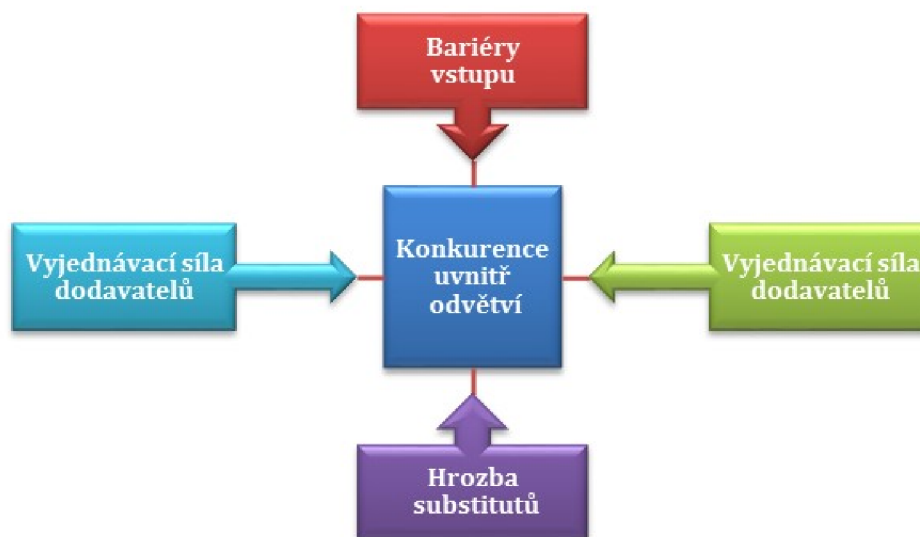 Bariéry
vstupu
Vyjednávací síla
dodavatelů
Konkurence
uvnitř
odvětví
Vyjednávací síla
dodavatelů
Hrozba
substitutů